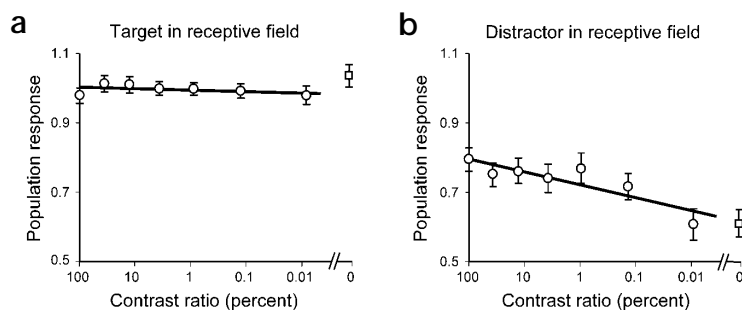 a
Target in receptive field
Population response
1.1
0.9
0.7
0.5
100
10
1
0.1
0.01
0
Contrast ratio (percent)
b
Distractor in receptive field
Population response
1.1
0.9
0.7
0.5
100
10
1
0.1
0.01
0
Contrast ratio (percent)